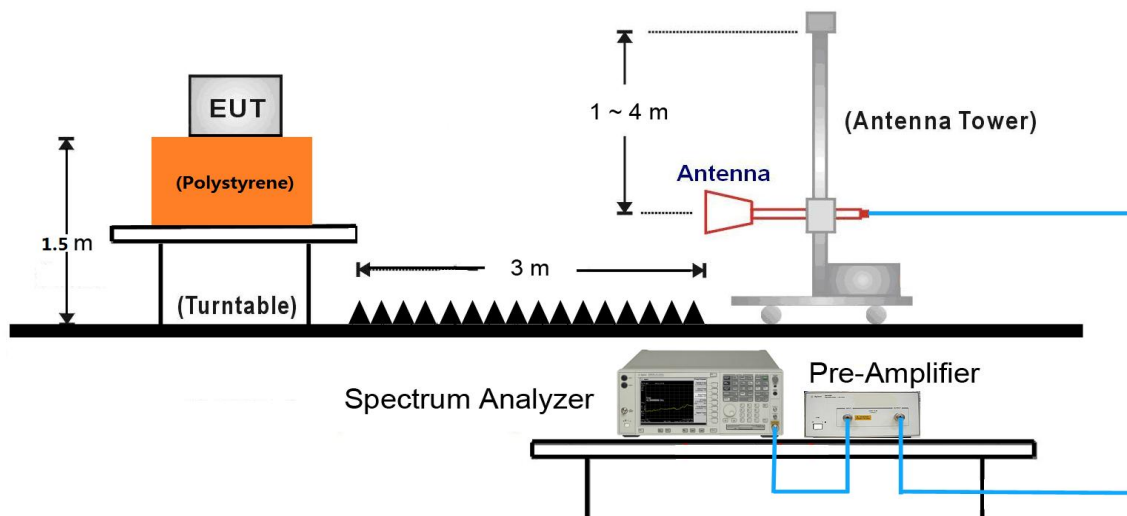 EUT
1 ~ 4 m
(Antenna Tower)
(Polystyrene)
Antenna
1.5 m
3 m
(Turntable)
Spectrum Analyzer
Pre-Amplifier